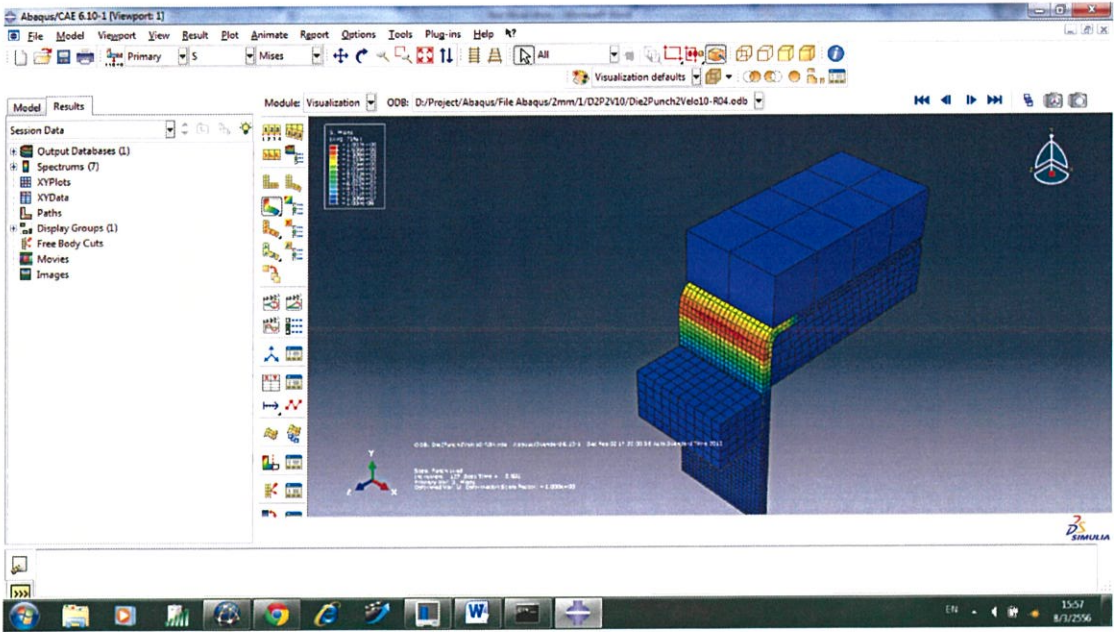 Abaqus/CAE 6.10-1 [Viewport: 1]
File Model Viewport View Result Plot Animate Report Options Tools Plug-ins Help
Primary S Mises All
Visualization defaults
Model Results
Module: Visualization ODB: D:/Project/Abaqus/File Abaqus/2mm/1/D2P2V10/Die2Punch2Velo10-R04.odb
Session Data
Output Databases (1)
Spectrums (7)
XYPlots
XYData
Paths
Display Groups (1)
Free Body Cuts
Movies
Images
S, Mises
Y
Z X
SIMULIA
>>>
W
EN
15:57
8/3/2556